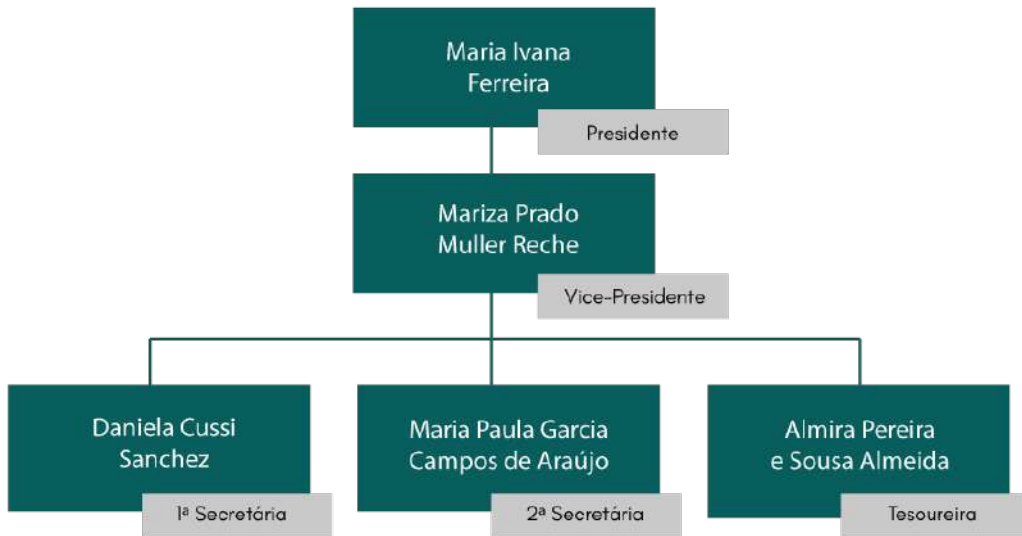 Maria Ivana
Ferreira
Presidente
Mariza Prado
Muller Reche
Vice-Presidente
Daniela Cussi
Sanchez
1ª Secretária
Maria Paula Garcia
Campos de Araújo
2ª Secretária
Almira Pereira
e Sousa Almeida
Tesoureira